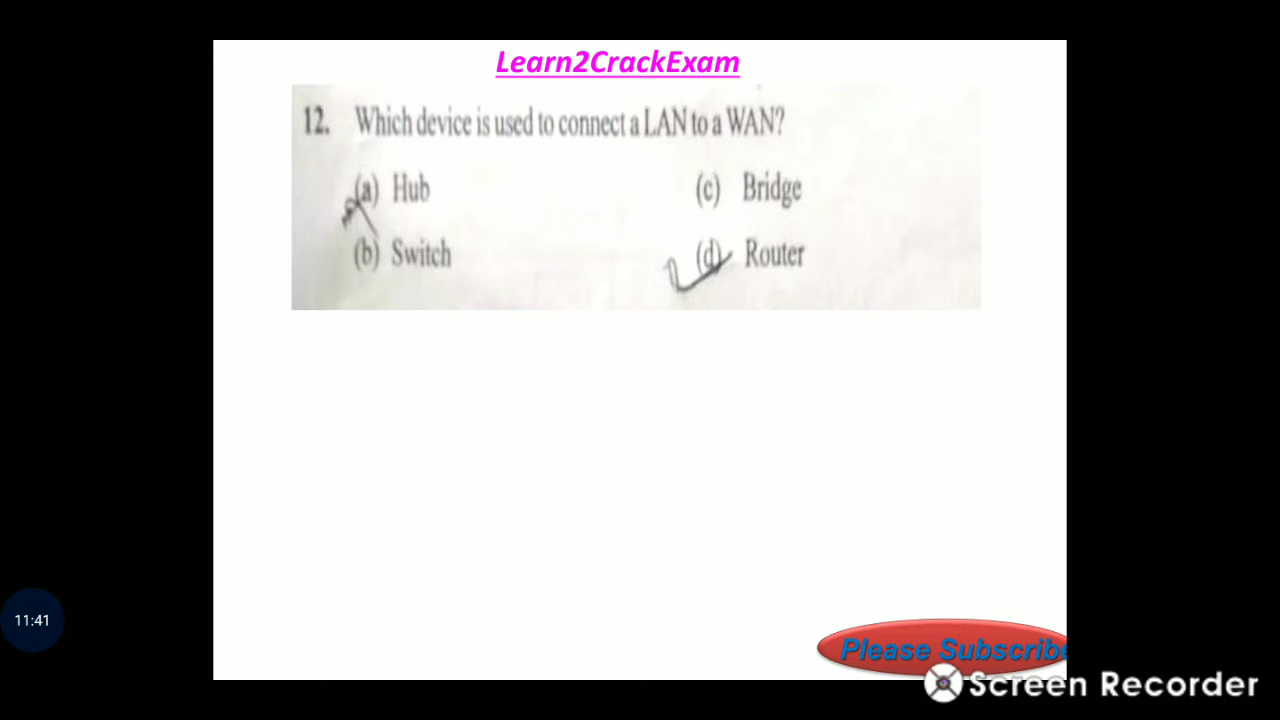 Learn2CrackExam
12. Which device is used to connect a LAN to a WAN?
(a) Hub
(c) Bridge
(b) Switch
(d) Router
11:41
Please Subscribe
Screen Recorder